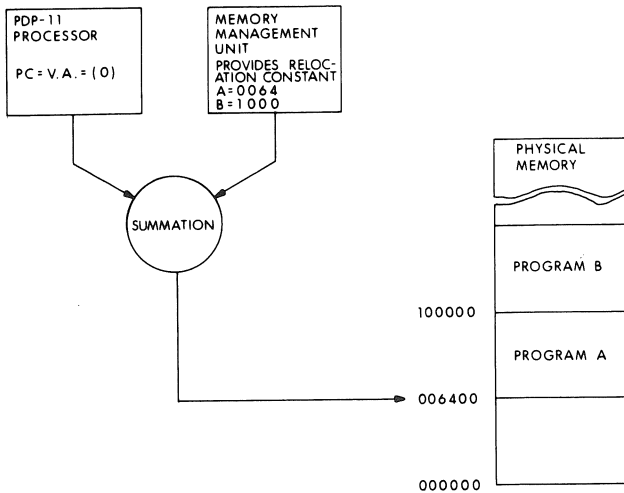 PDP-11
PROCESSOR
PC = V.A. = (0)
MEMORY
MANAGEMENT
UNIT
PROVIDES RELOC-
ATION CONSTANT
A=0064
B=1000
SUMMATION
PHYSICAL
MEMORY
PROGRAM B
100000
PROGRAM A
006400
000000